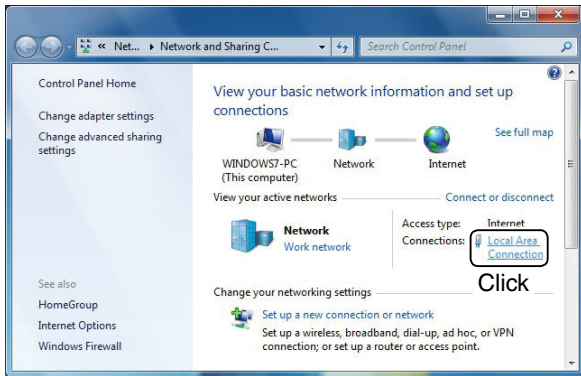 « Net... ▸ Network and Sharing C...
Search Control Panel
Control Panel Home
Change adapter settings
Change advanced sharing
settings
See also
HomeGroup
Internet Options
Windows Firewall
View your basic network information and set up
connections
See full map
WINDOWS7-PC
(This computer)
Network
Internet
View your active networks
Connect or disconnect
Network
Work network
Access type: Internet
Connections: Local Area
Connection
Click
Change your networking settings
Set up a new connection or network
Set up a wireless, broadband, dial-up, ad hoc, or VPN
connection; or set up a router or access point.